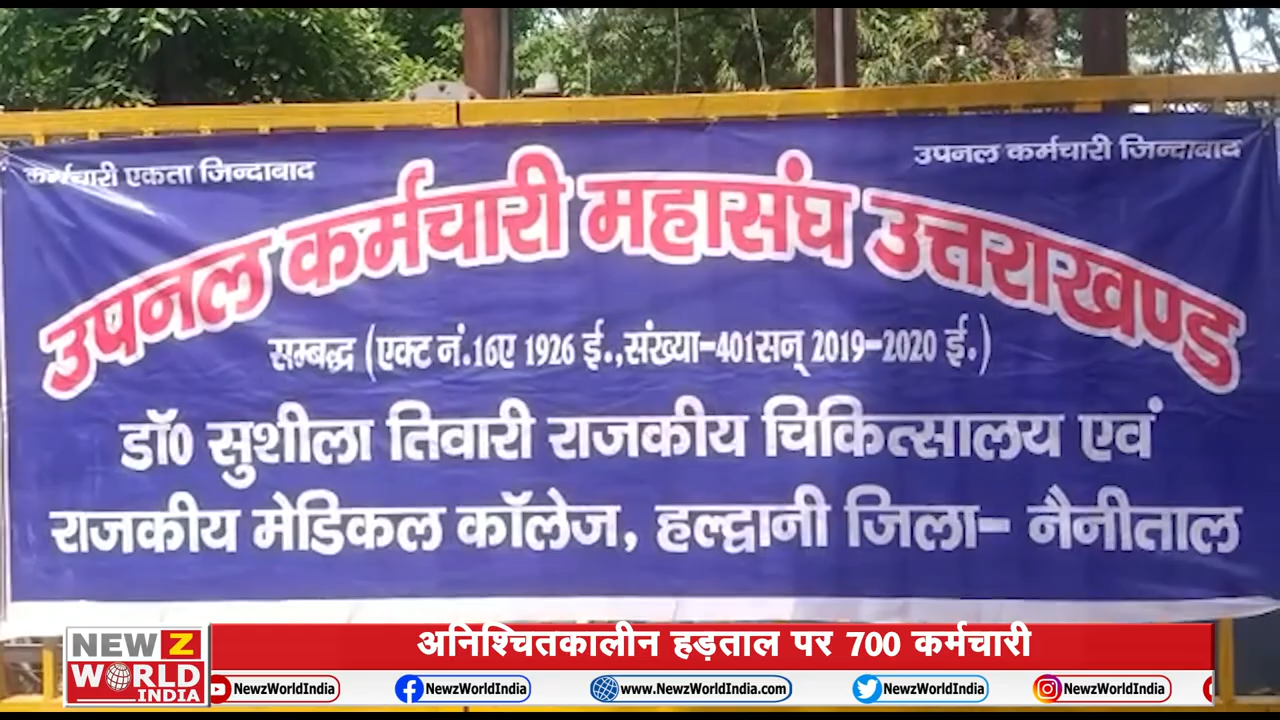 कर्मचारी एकता जिन्दाबाद
उपनल कर्मचारी जिन्दाबाद
उपनल कर्मचारी महासंघ उत्तराखण्ड
सम्बद्ध (एक्ट नं.16ए 1926 ई.,संख्या-401सन् 2019-2020 ई.)
डॉ0 सुशीला तिवारी राजकीय चिकित्सालय एवं
राजकीय मेडिकल कॉलेज, हल्द्वानी जिला- नैनीताल
NEWZ
WORLD
INDIA
अनिश्चितकालीन हड़ताल पर 700 कर्मचारी
NewzWorldIndia
NewzWorldIndia
www.NewzWorldIndia.com
NewzWorldIndia
NewzWorldIndia